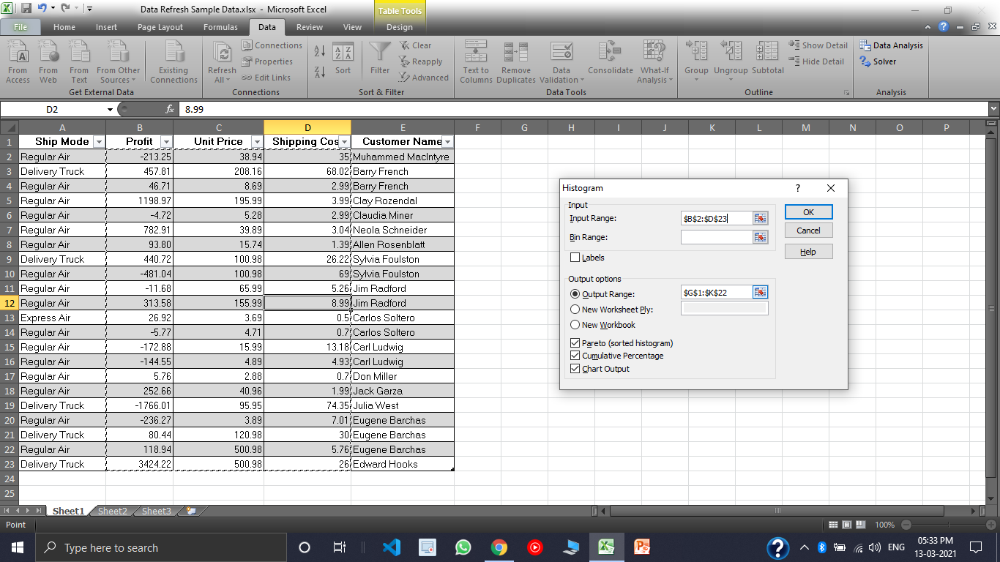 Data Refresh Sample Data.xlsx - Microsoft Excel
Table Tools
File Home Insert Page Layout Formulas Data Review View Design
From Access
From Web
From Text
From Other Sources
Existing Connections
Get External Data
Refresh All
Connections
Properties
Edit Links
Connections
Sort
Filter
Clear
Reapply
Advanced
Sort & Filter
Text to Columns
Remove Duplicates
Data Validation
Consolidate
What-If Analysis
Data Tools
Group
Ungroup
Subtotal
Show Detail
Hide Detail
Outline
Data Analysis
Solver
Analysis
D2 fx 8.99
A B C D E F G H I J K L M N O P
1 Ship Mode Profit Unit Price Shipping Cos Customer Name
2 Regular Air -213.25 38.94 35 Muhammed MacIntyre
3 Delivery Truck 457.81 208.16 68.02 Barry French
4 Regular Air 46.71 8.69 2.99 Barry French
5 Regular Air 1198.97 195.99 3.99 Clay Rozendal
6 Regular Air -4.72 5.28 2.99 Claudia Miner
7 Regular Air 782.91 39.89 3.04 Neola Schneider
8 Regular Air 93.80 15.74 1.39 Allen Rosenblatt
9 Delivery Truck 440.72 100.98 26.22 Sylvia Foulston
10 Regular Air -481.04 100.98 69 Sylvia Foulston
11 Regular Air -11.68 65.99 5.26 Jim Radford
12 Regular Air 313.58 155.99 8.99 Jim Radford
13 Express Air 26.92 3.69 0.5 Carlos Soltero
14 Regular Air -5.77 4.71 0.7 Carlos Soltero
15 Regular Air -172.88 15.99 13.18 Carl Ludwig
16 Regular Air -144.55 4.89 4.93 Carl Ludwig
17 Regular Air 5.76 2.88 0.7 Don Miller
18 Regular Air 252.66 40.96 1.99 Jack Garza
19 Delivery Truck -1766.01 95.95 74.35 Julia West
20 Regular Air -236.27 3.89 7.01 Eugene Barchas
21 Delivery Truck 80.44 120.98 30 Eugene Barchas
22 Regular Air 118.94 500.98 5.76 Eugene Barchas
23 Delivery Truck 3424.22 500.98 26 Edward Hooks
24
25
Histogram ?
Input
Input Range: $B$2:$D$23
Bin Range:
Labels
OK
Cancel
Help
Output options
Output Range: $G$1:$K$22
New Worksheet Ply:
New Workbook
Pareto (sorted histogram)
Cumulative Percentage
Chart Output
Sheet1 Sheet2 Sheet3
Point 100%
Type here to search
ENG
05:33 PM
13-03-2021